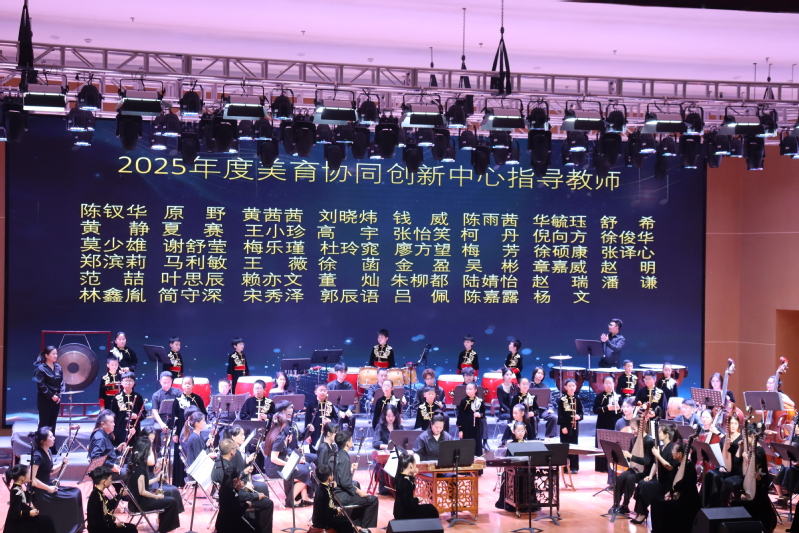 2025年度美育协同创新中心指导教师
陈钗华 原 野 黄茜茜 刘晓炜 钱 威 陈雨茜 华毓珏 舒 希
黄 静 夏 赛 王小珍 高 宇 张怡笑 柯 丹 倪向方 徐俊华
莫少雄 谢舒莹 梅乐瑾 杜玲窕 廖方望 梅 芳 徐硕康 张译心
郑滨莉 马利敏 王 薇 徐 菡 金 盈 吴 彬 章嘉威 赵 明
范 喆 叶思辰 赖亦文 董 灿 朱柳都 陆婧怡 赵 瑞 潘 谦
林鑫胤 简守深 宋秀泽 郭辰语 吕 佩 陈嘉露 杨 文